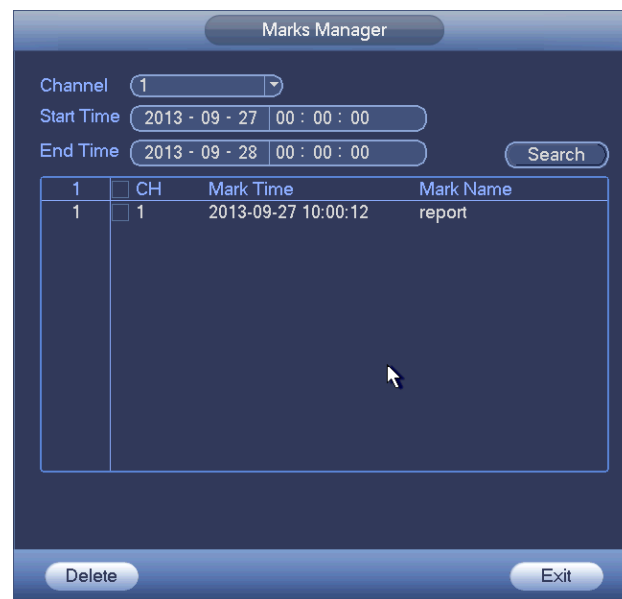 Marks Manager
Channel 1
Start Time 2013 - 09 - 27 00 : 00 : 00
End Time 2013 - 09 - 28 00 : 00 : 00 Search
1 CH Mark Time Mark Name
1 1 2013-09-27 10:00:12 report
Delete Exit